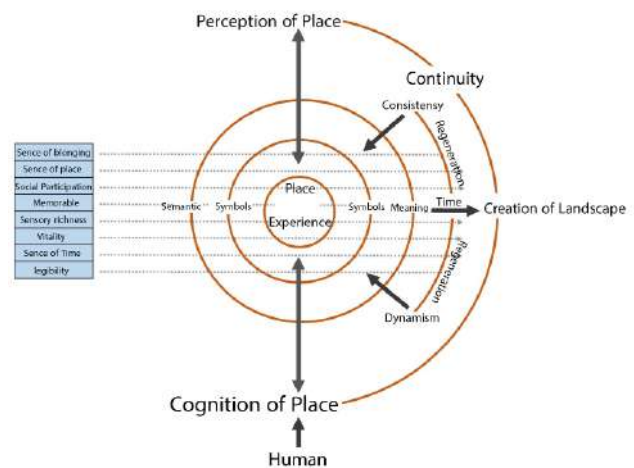 Perception of Place
Continuity
Consistensy
Regeneration
Sence of blonging
Sence of place
Social Participation
Memorable
Sensory richness
Vitality
Sence of Time
legibility
Place
Experience
Semantic
Symbols
Symbols
Meaning
Time
Creation of Landscape
Regeneration
Dynamism
Cognition of Place
Human